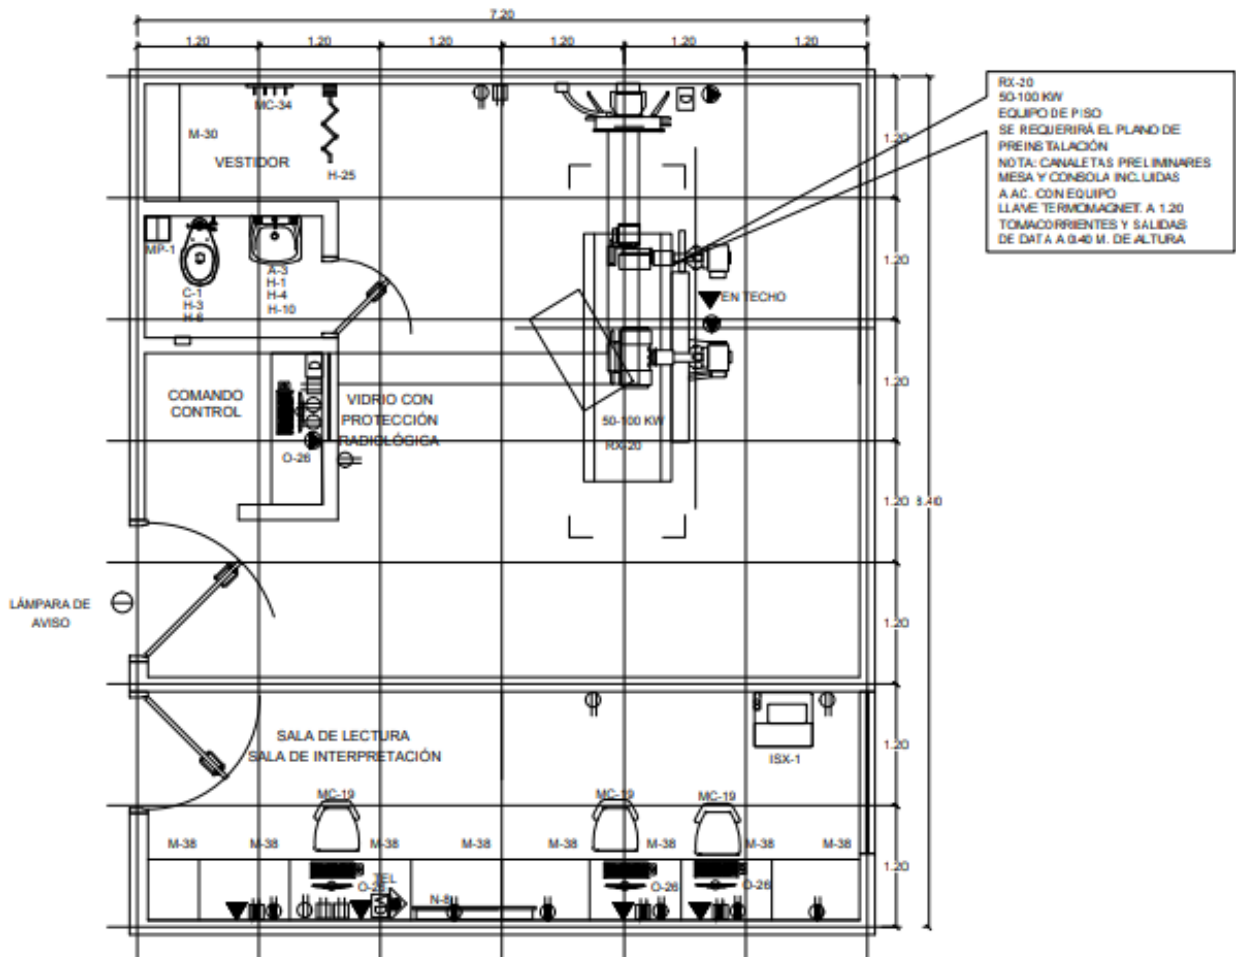 7.20
1.20 1.20 1.20 1.20 1.20 1.20
RX-20
50-100 KW
EQUIPO DE PISO
SE REQUERIRÁ EL PLANO DE
PREINSTALACIÓN
NOTA: CANALETAS PRELIMINARES
MESA Y CONSOLA INCLUIDAS
A AC. CON EQUIPO
LLAVE TERMOMAGNET. A 1.20
TOMACORRIENTES Y SALIDAS
DE DATA A 0.40 M. DE ALTURA
MC-34
M-30
VESTIDOR
H-25
1.20
MP-1
C-1
H-3
A-3
H-1
H-4
H-10
1.20
EN TECHO
COMANDO
CONTROL
VIDRIO CON
PROTECCIÓN
RADIOLÓGICA
O-26
1.20
50-100 KW
RX-20
1.20
8.40
LÁMPARA DE
AVISO
1.20
SALA DE LECTURA
SALA DE INTERPRETACIÓN
ISX-1
1.20
MC-19 MC-19 MC-19
M-38 M-38 M-38 M-38 M-38 M-38 M-38 M-38
1.20
TEL
O-26 O-26
N-8